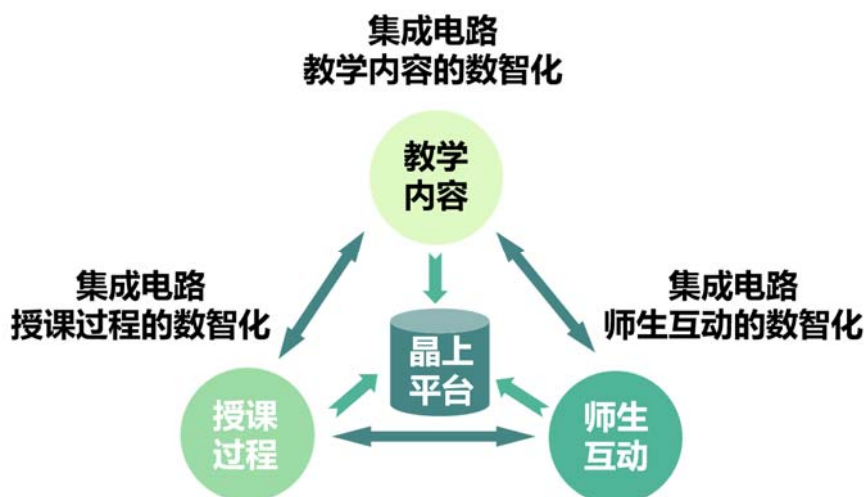 集成电路
教学内容的数智化
教学
内容
集成电路
授课过程的数智化
集成电路
师生互动的数智化
晶上
平台
授课
过程
师生
互动